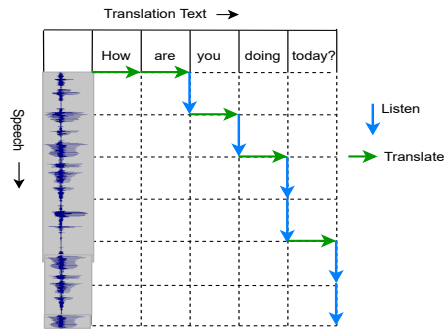 Translation Text
How are you doing today?
Speech
Listen
Translate